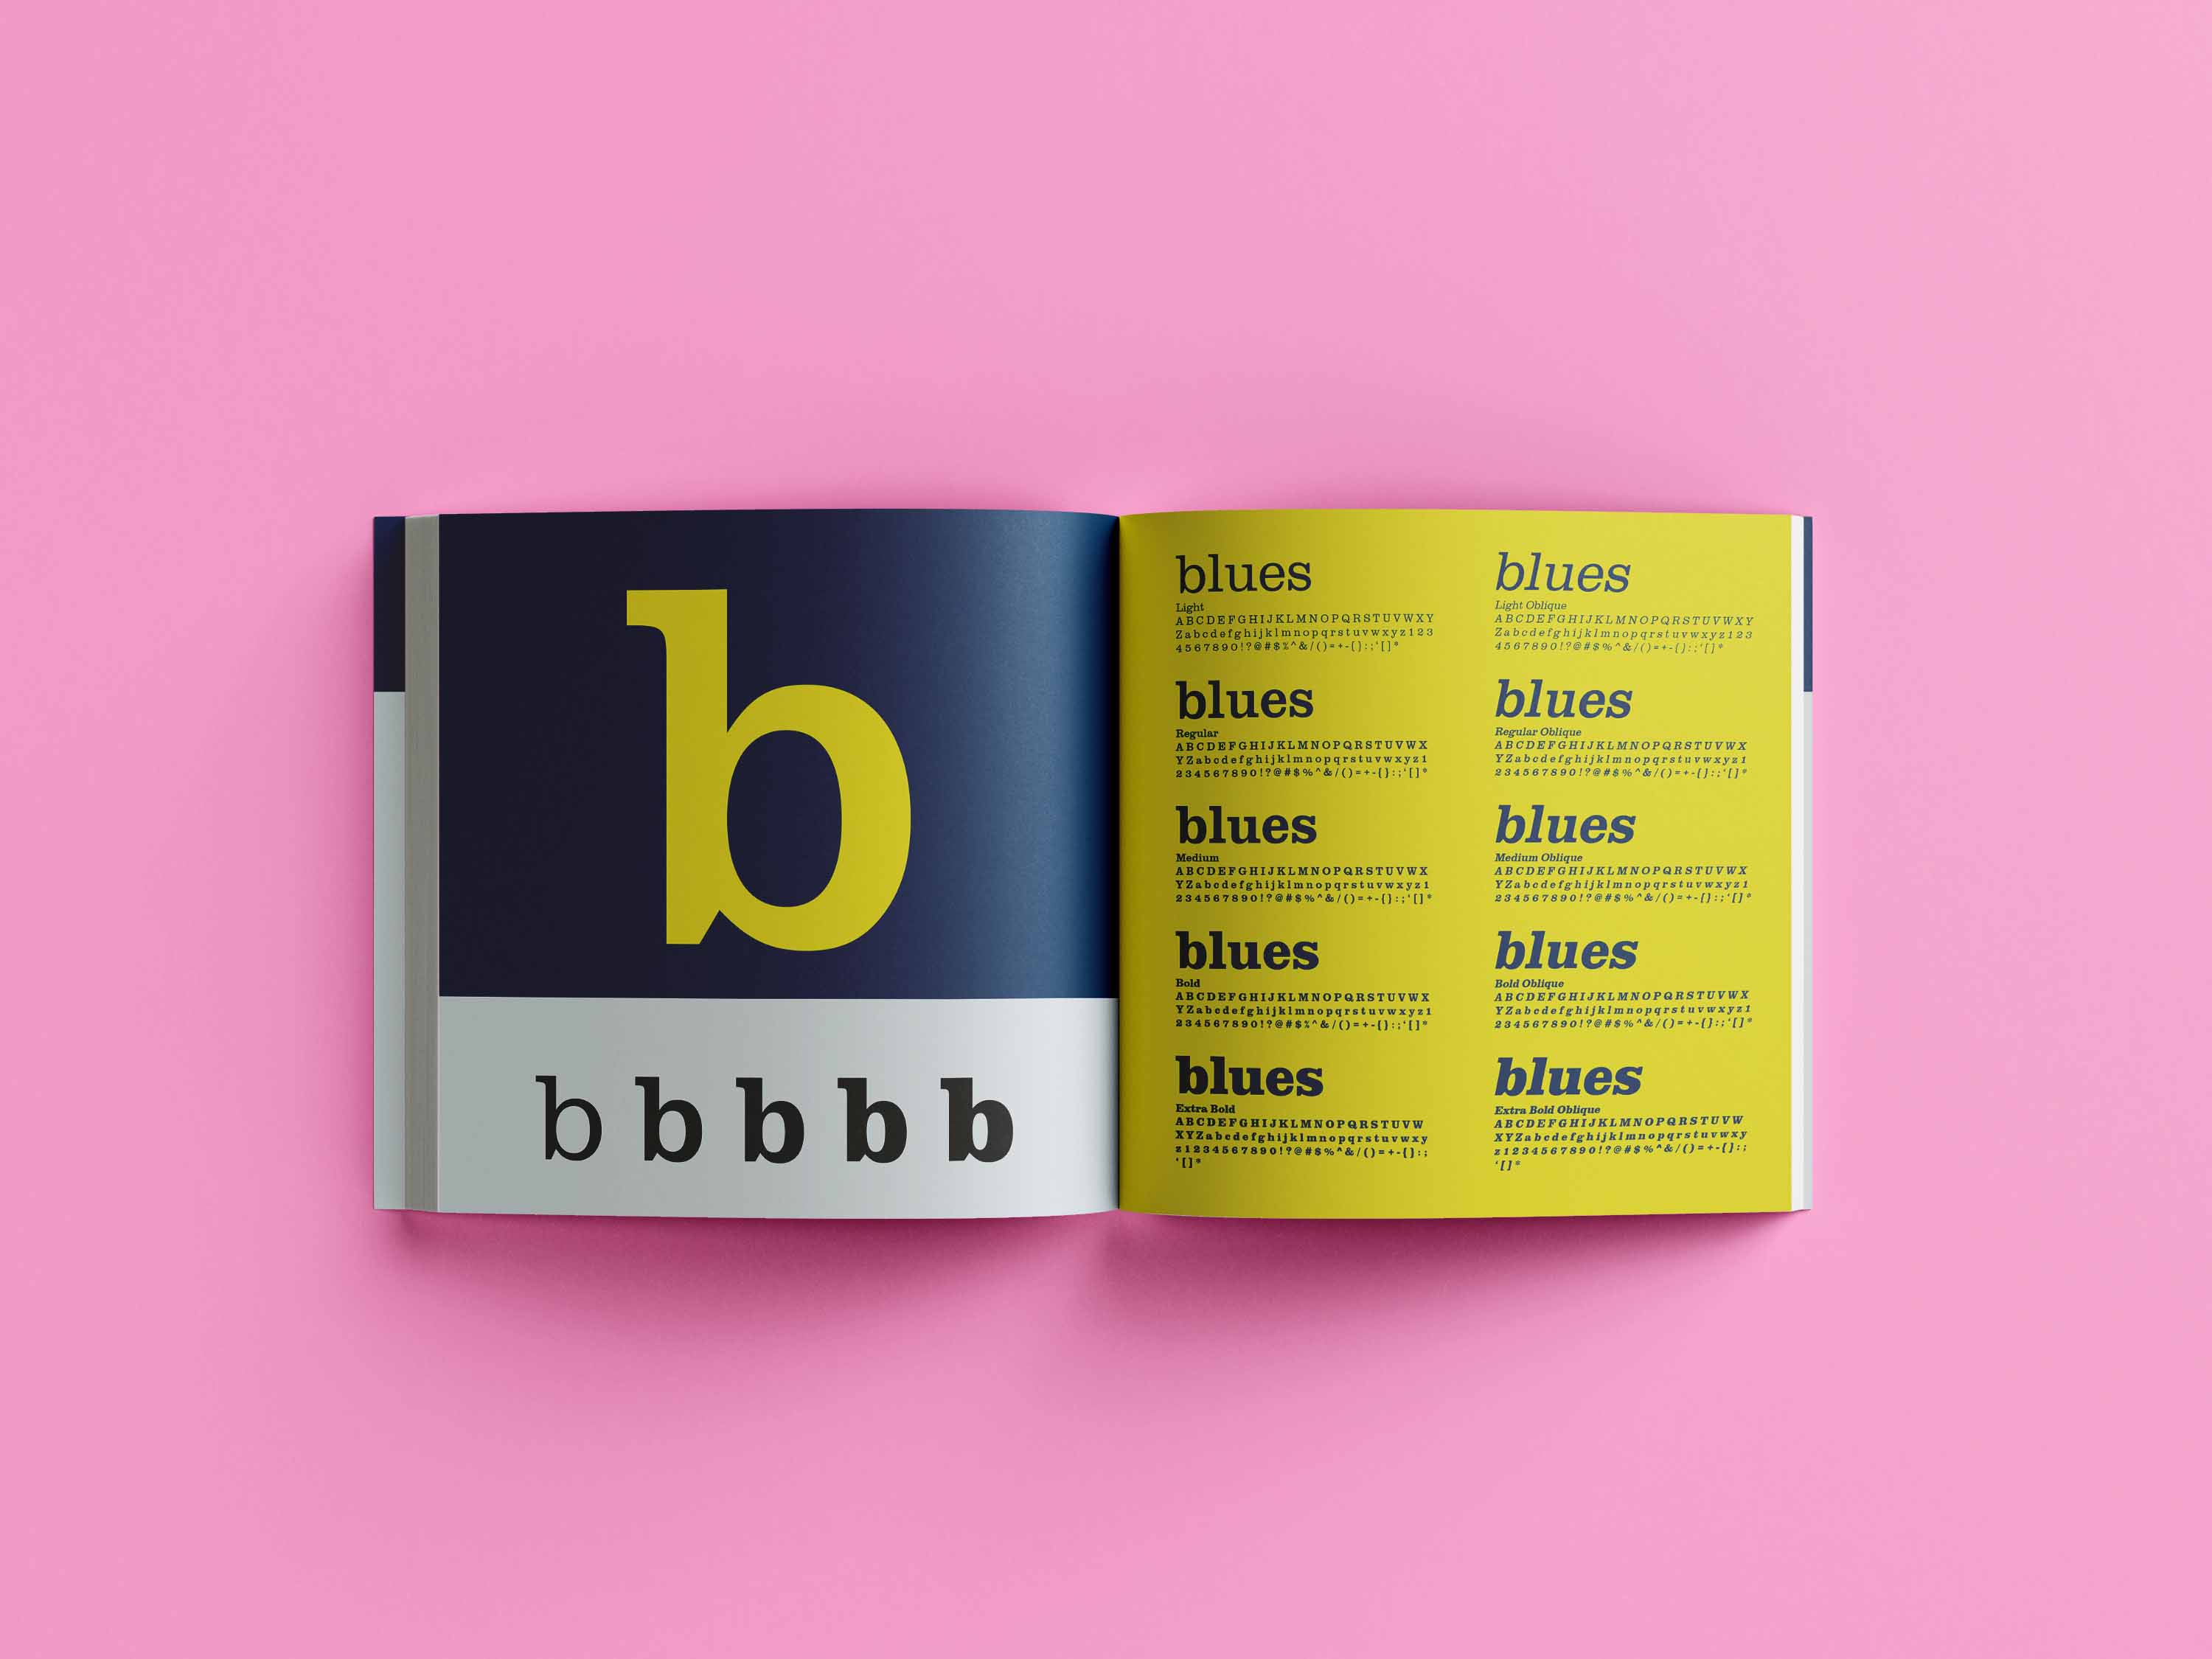 b
b b b b b
blues
Light
ABCDEFGHIJKLMNOPQRSTUVWXY
Zabcdefghijklmnopqrstuvwxyz123
4567890!?@#$%^&/()=+-{}:;'[]*
blues
Regular
ABCDEFGHIJKLMNOPQRSTUVWX
YZabcdefghijklmnopqrstuvwxyz1
234567890!?@#$%^&/()=+-{}:;'[]*
blues
Medium
ABCDEFGHIJKLMNOPQRSTUVWX
YZabcdefghijklmnopqrstuvwxyz1
234567890!?@#$%^&/()=+-{}:;'[]*
blues
Bold
ABCDEFGHIJKLMNOPQRSTUVWX
YZabcdefghijklmnopqrstuvwxyz1
234567890!?@#$%^&/()=+-{}:;'[]*
blues
Extra Bold
ABCDEFGHIJKLMNOPQRSTUVW
XYZabcdefghijklmnopqrstuvwxy
z1234567890!?@#$%^&/()=+-{}:;
'[]*
blues
Light Oblique
ABCDEFGHIJKLMNOPQRSTUVWXY
Zabcdefghijklmnopqrstuvwxyz123
4567890!?@#$%^&/()=+-{}:;'[]*
blues
Regular Oblique
ABCDEFGHIJKLMNOPQRSTUVWX
YZabcdefghijklmnopqrstuvwxyz1
234567890!?@#$%^&/()=+-{}:;'[]*
blues
Medium Oblique
ABCDEFGHIJKLMNOPQRSTUVWX
YZabcdefghijklmnopqrstuvwxyz1
234567890!?@#$%^&/()=+-{}:;'[]*
blues
Bold Oblique
ABCDEFGHIJKLMNOPQRSTUVWX
YZabcdefghijklmnopqrstuvwxyz1
234567890!?@#$%^&/()=+-{}:;'[]*
blues
Extra Bold Oblique
ABCDEFGHIJKLMNOPQRSTUVW
XYZabcdefghijklmnopqrstuvwxy
z1234567890!?@#$%^&/()=+-{}:;
'[]*